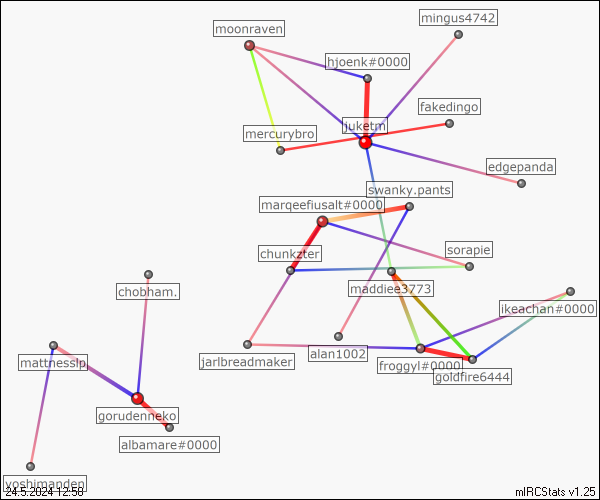 mingus4742
moonraven
hjoenk#0000
fakedingo
juketm
mercurybro
edgepanda
swanky.pants
marqeefiusalt#0000
chunkzter
sorapie
maddiee3773
chobham.
ikeachan#0000
alan1002
jarlbreadmaker
mattnesslp
froggyl#0000
goldfire6444
gorudenneko
albamare#0000
yoshimanden
24.5.2024 12:58
mIRCStats v1.25